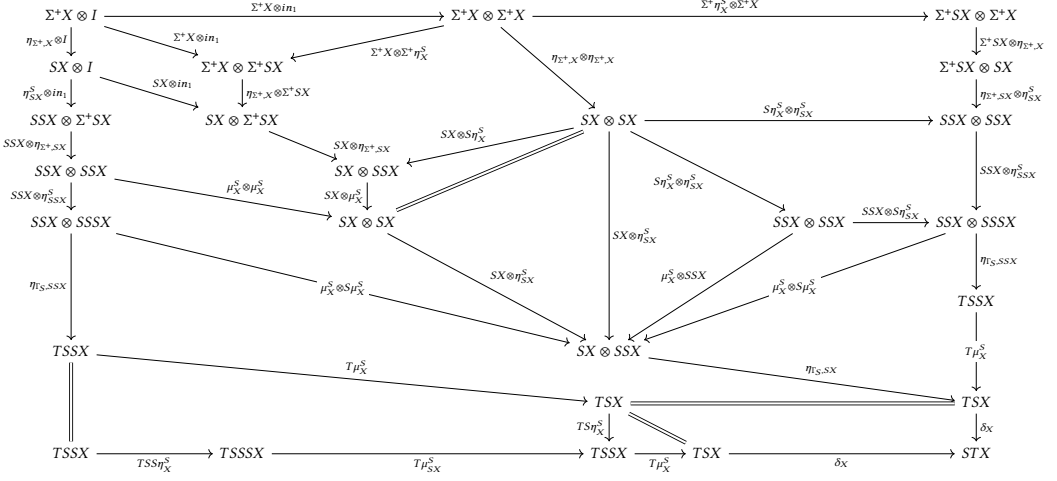 Σ⁺X⊗in₁ Σ⁺η^S_X⊗Σ⁺X
Σ⁺X ⊗ I Σ⁺X ⊗ Σ⁺X Σ⁺SX ⊗ Σ⁺X
η_{Σ⁺,X}⊗I Σ⁺X⊗in₁ Σ⁺X⊗Σ⁺η^S_X η_{Σ⁺,X}⊗η_{Σ⁺,X} Σ⁺SX⊗η_{Σ⁺,X}
SX ⊗ I Σ⁺X ⊗ Σ⁺SX Σ⁺SX ⊗ SX
η^S_{SX}⊗in₁ SX⊗in₁ η_{Σ⁺,X}⊗Σ⁺SX η_{Σ⁺,SX}⊗η^S_{SX}
SSX ⊗ Σ⁺SX SX ⊗ Σ⁺SX SX ⊗ SX Sη^S_X⊗η^S_{SX} SSX ⊗ SSX
SSX⊗η_{Σ⁺,SX} SX⊗η_{Σ⁺,SX} SX⊗Sη^S_X
SSX ⊗ SSX SX ⊗ SSX SSX⊗η^S_{SSX}
SSX⊗η^S_{SSX} μ^S_X⊗μ^S_X SX⊗μ^S_X Sη^S_X⊗η^S_{SX}
SSX ⊗ SSSX SX ⊗ SX SSX ⊗ SSX SSX⊗Sη^S_{SX} SSX ⊗ SSSX
SX⊗η^S_{SX}
η_{Γ_S,SSX} μ^S_X⊗Sμ^S_X SX⊗η^S_{SX} μ^S_X⊗SSX μ^S_X⊗Sμ^S_X η_{Γ_S,SSX}
TSSX
TSSX SX ⊗ SSX Tμ^S_X
Tμ^S_X η_{Γ_S,SX}
TSX TSX
TSη^S_X δ_X
TSSX TSSSX TSSX TSX STX
TSSη^S_X Tμ^S_{SX} Tμ^S_X δ_X